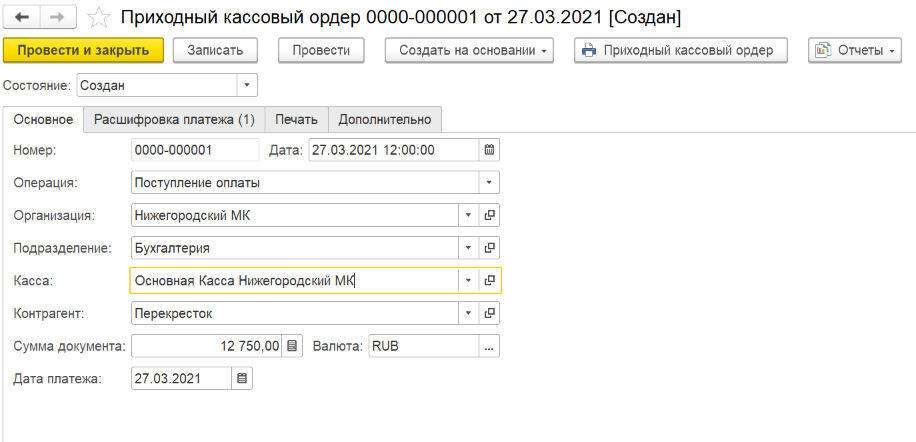 Приходный кассовый ордер 0000-000001 от 27.03.2021 [Создан]
Провести и закрыть Записать Провести Создать на основании Приходный кассовый ордер Отчеты
Состояние: Создан
Основное Расшифровка платежа (1) Печать Дополнительно
Номер: 0000-000001 Дата: 27.03.2021 12:00:00
Операция: Поступление оплаты
Организация: Нижегородский МК
Подразделение: Бухгалтерия
Касса: Основная Касса Нижегородский МК
Контрагент: Перекресток
Сумма документа: 12 750,00 Валюта: RUB ...
Дата платежа: 27.03.2021